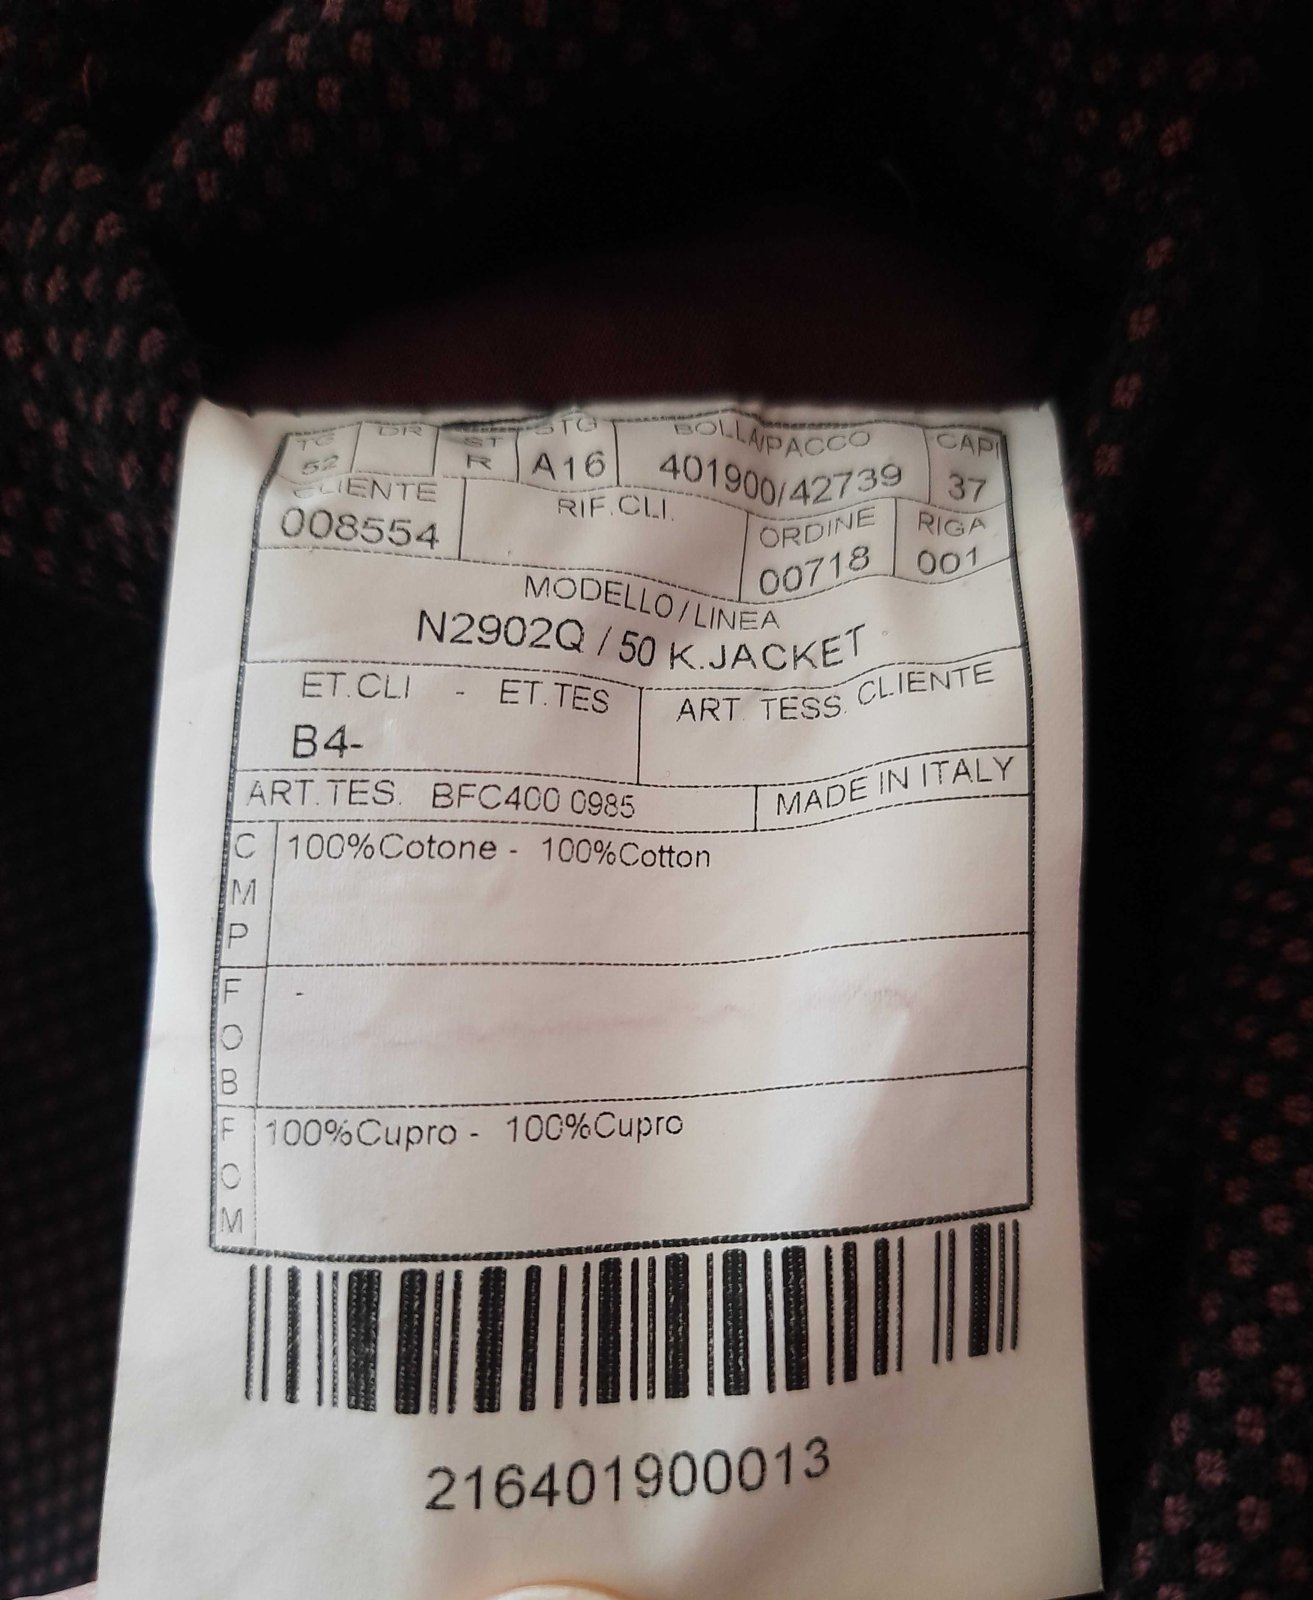 TG DR ST STG BOLLA/PACCO CAPI
52 R A16 401900/42739 37
CLIENTE RIF.CLI. ORDINE RIGA
008554 00718 001
MODELLO/LINEA
N2902Q / 50 K.JACKET
ET.CLI - ET.TES ART. TESS. CLIENTE
B4-
ART.TES. BFC400 0985 MADE IN ITALY
CMP 100%Cotone - 100%Cotton
FOB -
FOM 100%Cupro - 100%Cupro
216401900013